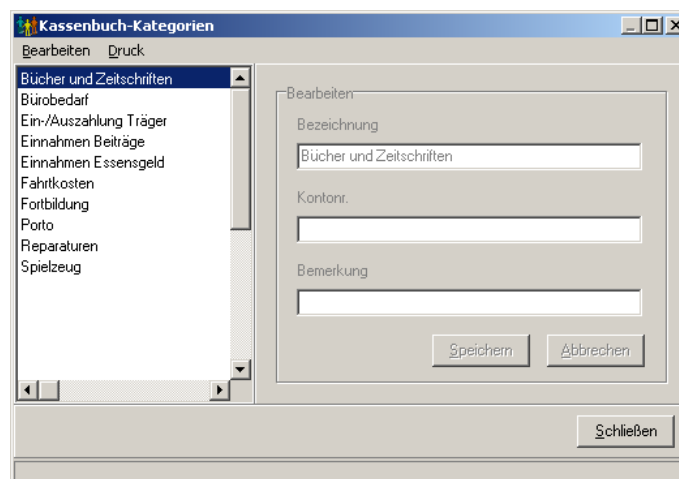 Kassenbuch-Kategorien
Bearbeiten Druck
Bücher und Zeitschriften
Bürobedarf
Ein-/Auszahlung Träger
Einnahmen Beiträge
Einnahmen Essensgeld
Fahrtkosten
Fortbildung
Porto
Reparaturen
Spielzeug
Bearbeiten
Bezeichnung
Bücher und Zeitschriften
Kontonr.
Bemerkung
Speichern Abbrechen
Schließen